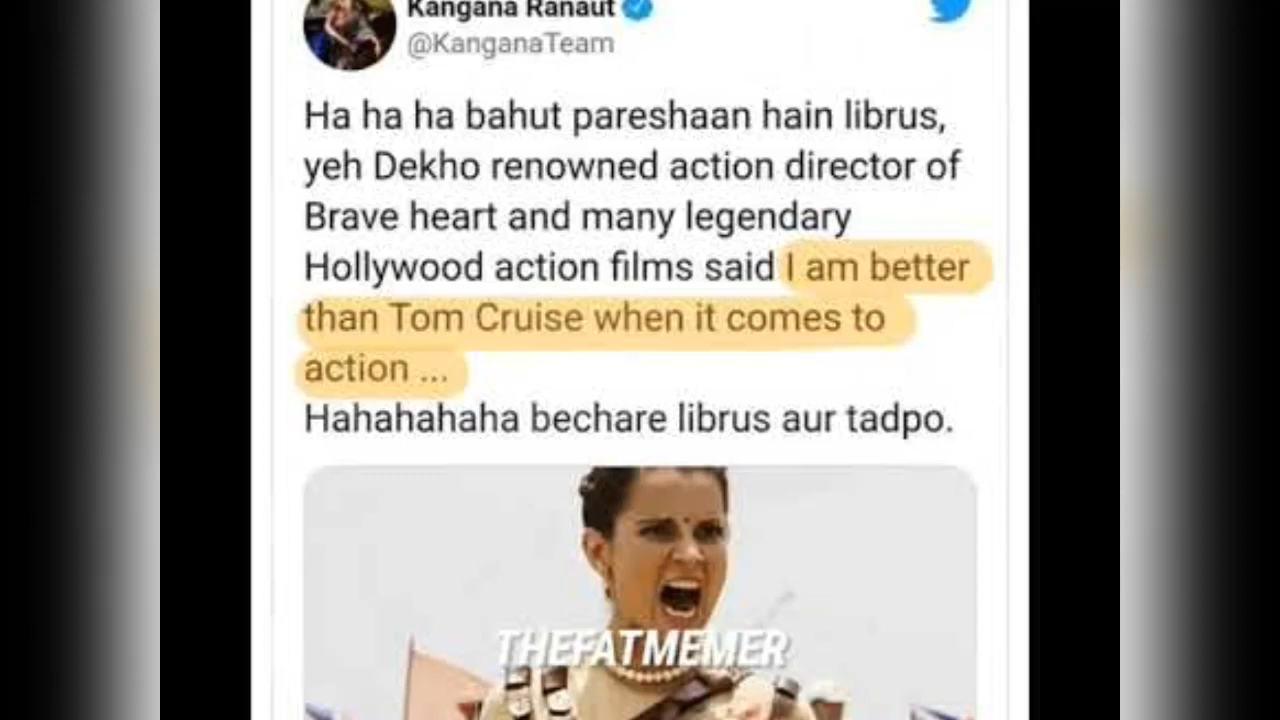 Kangana Ranaut
@KanganaTeam
Ha ha ha bahut pareshaan hain librus,
yeh Dekho renowned action director of
Brave heart and many legendary
Hollywood action films said I am better
than Tom Cruise when it comes to
action ...
Hahahahaha bechare librus aur tadpo.
THEFATMEMER